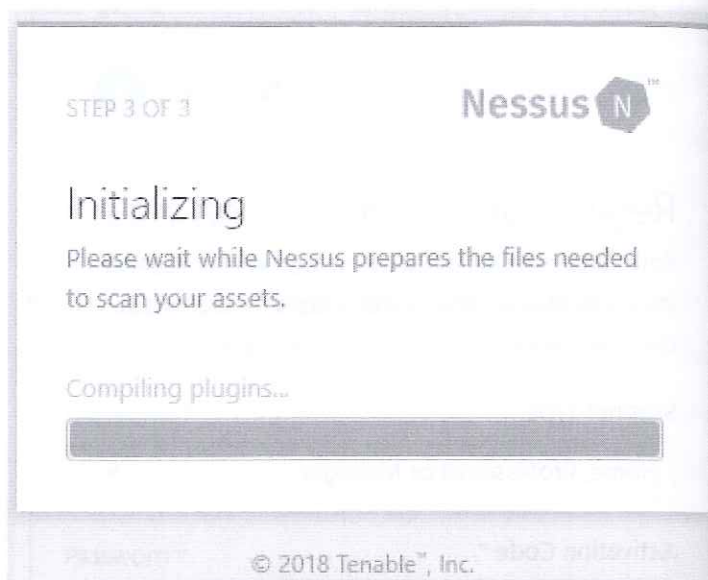 STEP 3 OF 3
Nessus N ™
Initializing
Please wait while Nessus prepares the files needed
to scan your assets.
Compiling plugins...
© 2018 Tenable™, Inc.